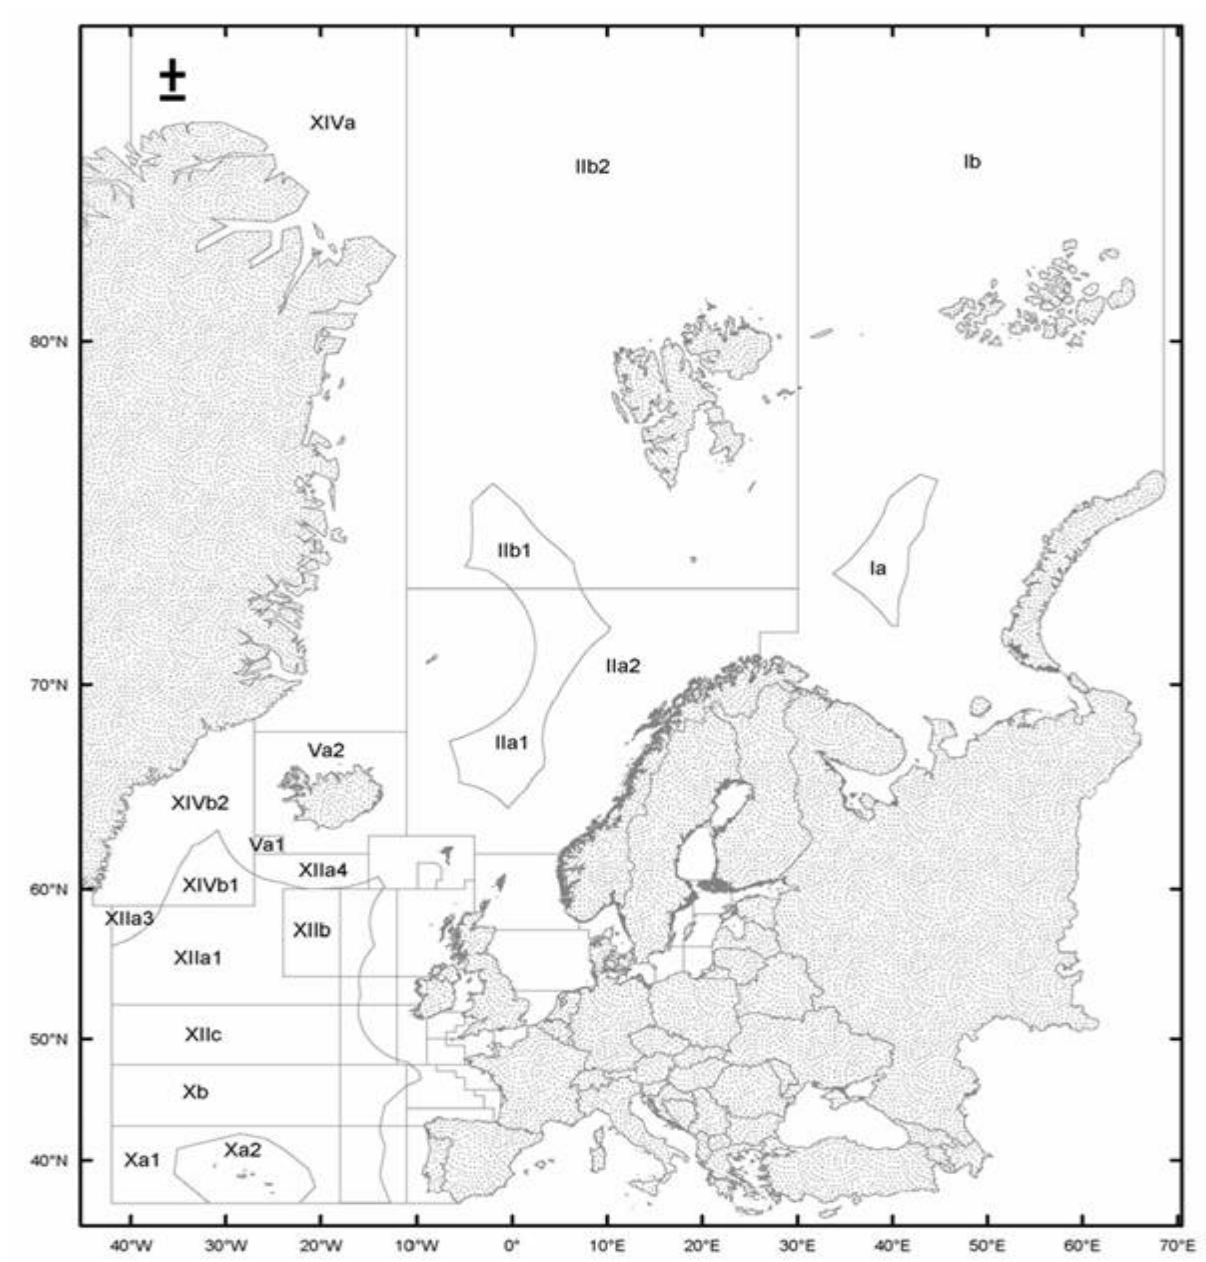 ±
XIVa
IIb2
Ib
80°N
IIb1
Ia
IIa2
70°N
IIa1
Va2
XIVb2
Va1
XIIa4
XIVb1
60°N
XIIa3
XIIb
XIIa1
XIIc
50°N
Xb
Xa2
Xa1
40°N
40°W 30°W 20°W 10°W 0° 10°E 20°E 30°E 40°E 50°E 60°E 70°E